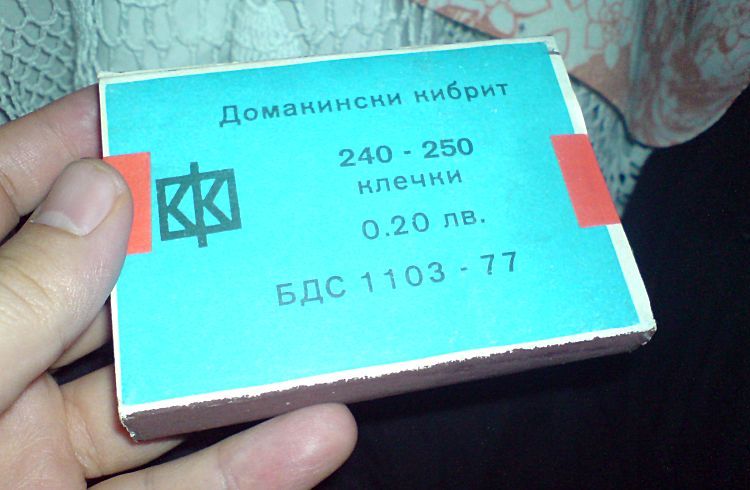 Домакински кибрит
240 - 250
клечки
0.20 лв.
БДС 1103 - 77